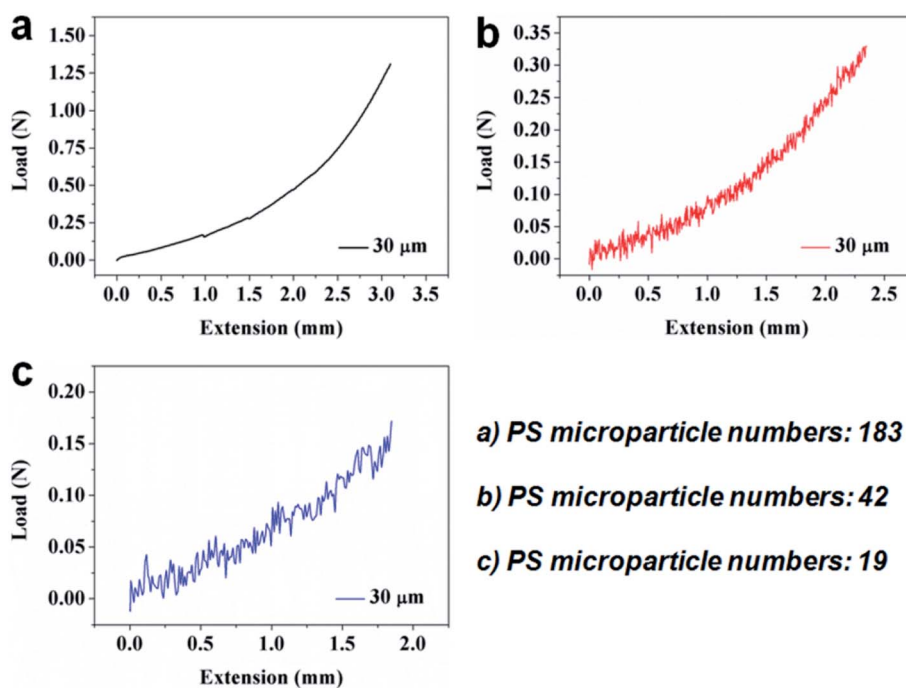 a
1.50
1.25
1.00
0.75
0.50
0.25
0.00
Load (N)
30 μm
0.0 0.5 1.0 1.5 2.0 2.5 3.0 3.5
Extension (mm)
b
0.35
0.30
0.25
0.20
0.15
0.10
0.05
0.00
Load (N)
30 μm
0.0 0.5 1.0 1.5 2.0 2.5
Extension (mm)
c
0.20
0.15
0.10
0.05
0.00
Load (N)
30 μm
0.0 0.5 1.0 1.5 2.0
Extension (mm)
a) PS microparticle numbers: 183
b) PS microparticle numbers: 42
c) PS microparticle numbers: 19